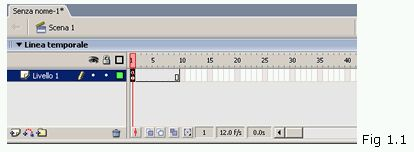 Senza nome-1*
Scena 1
Linea temporale
1 5 10 15 20 25 30 35 40
Livello 1
1 12.0 f/s 0.0s
Fig 1.1